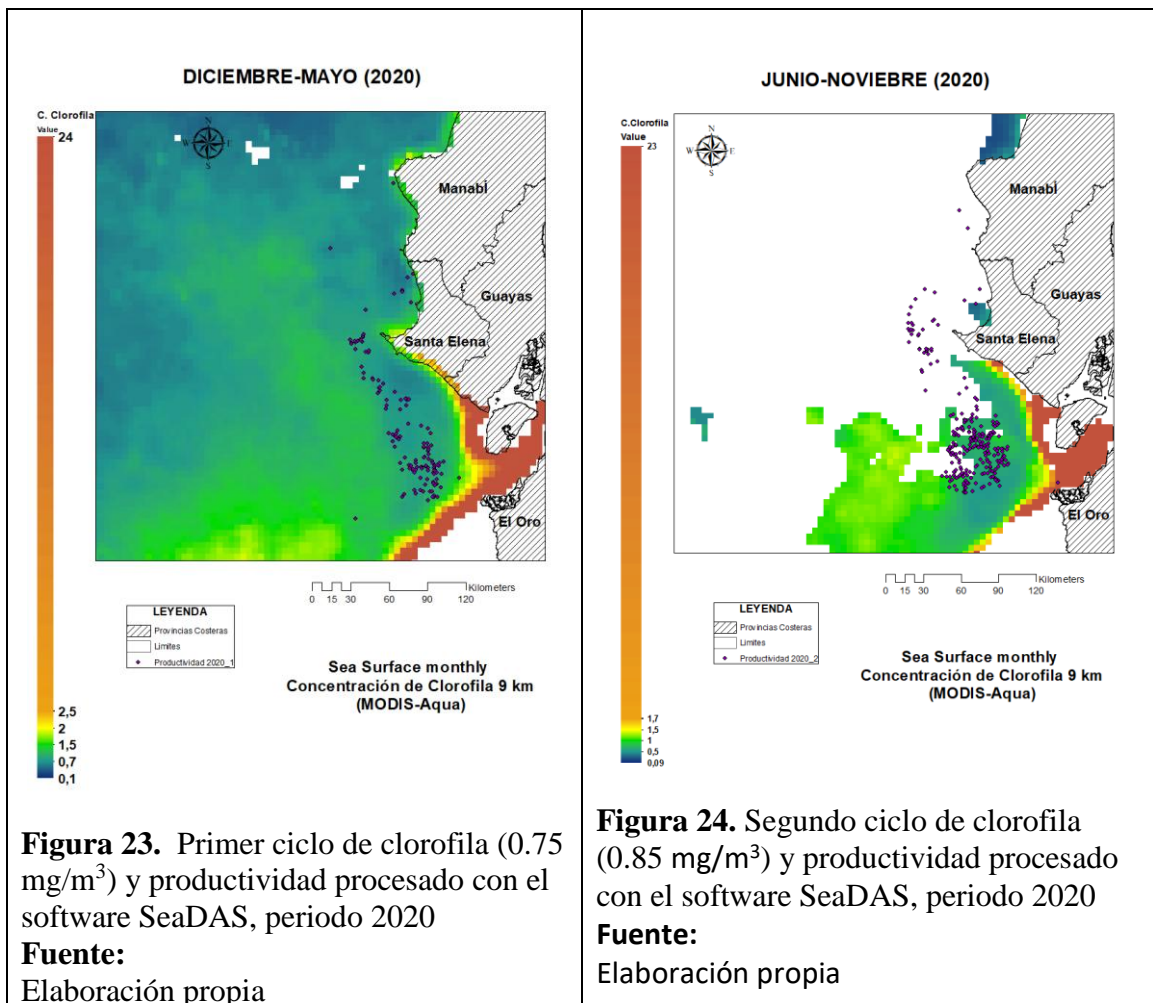 DICIEMBRE-MAYO (2020)
C. Clorofila
Value
24
N
W E
S
Manabí
Guayas
Santa Elena
El Oro
2,5
2
1,5
0,7
0,1
Kilometers
0 15 30 60 90 120
LEYENDA
Provincias Costeras
Limites
Productividad 2020_1
Sea Surface monthly
Concentración de Clorofila 9 km
(MODIS-Aqua)
Figura 23. Primer ciclo de clorofila (0.75
mg/m³) y productividad procesado con el
software SeaDAS, periodo 2020
Fuente:
Elaboración propia
JUNIO-NOVIEBRE (2020)
C.Clorofila
Value
23
N
W E
S
Manabí
Guayas
Santa Elena
El Oro
1,7
1,5
1
0,5
0,09
Kilometers
0 15 30 60 90 120
LEYENDA
Provincias Costeras
Limites
Productividad 2020_2
Sea Surface monthly
Concentración de Clorofila 9 km
(MODIS-Aqua)
Figura 24. Segundo ciclo de clorofila
(0.85 mg/m³) y productividad procesado
con el software SeaDAS, periodo 2020
Fuente:
Elaboración propia